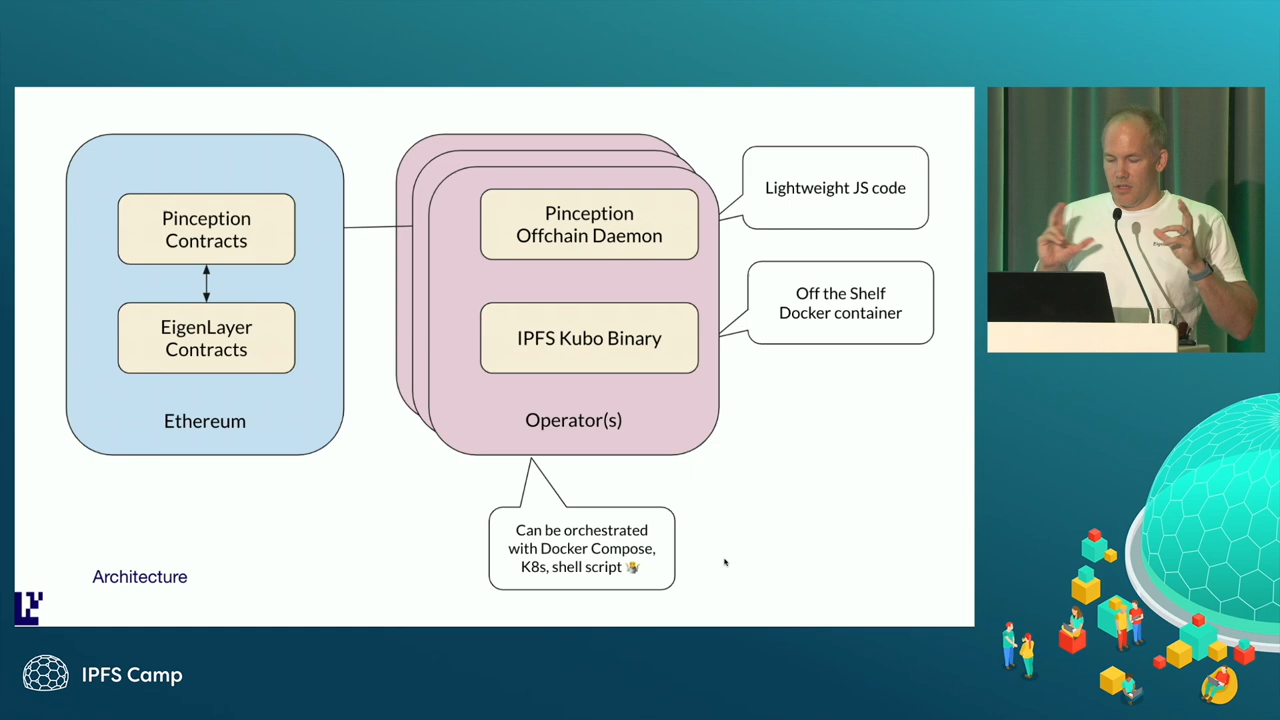 Pinception
Contracts
EigenLayer
Contracts
Ethereum
Pinception
Offchain Daemon
IPFS Kubo Binary
Operator(s)
Lightweight JS code
Off the Shelf
Docker container
Can be orchestrated
with Docker Compose,
K8s, shell script 🤷
Architecture
IPFS Camp